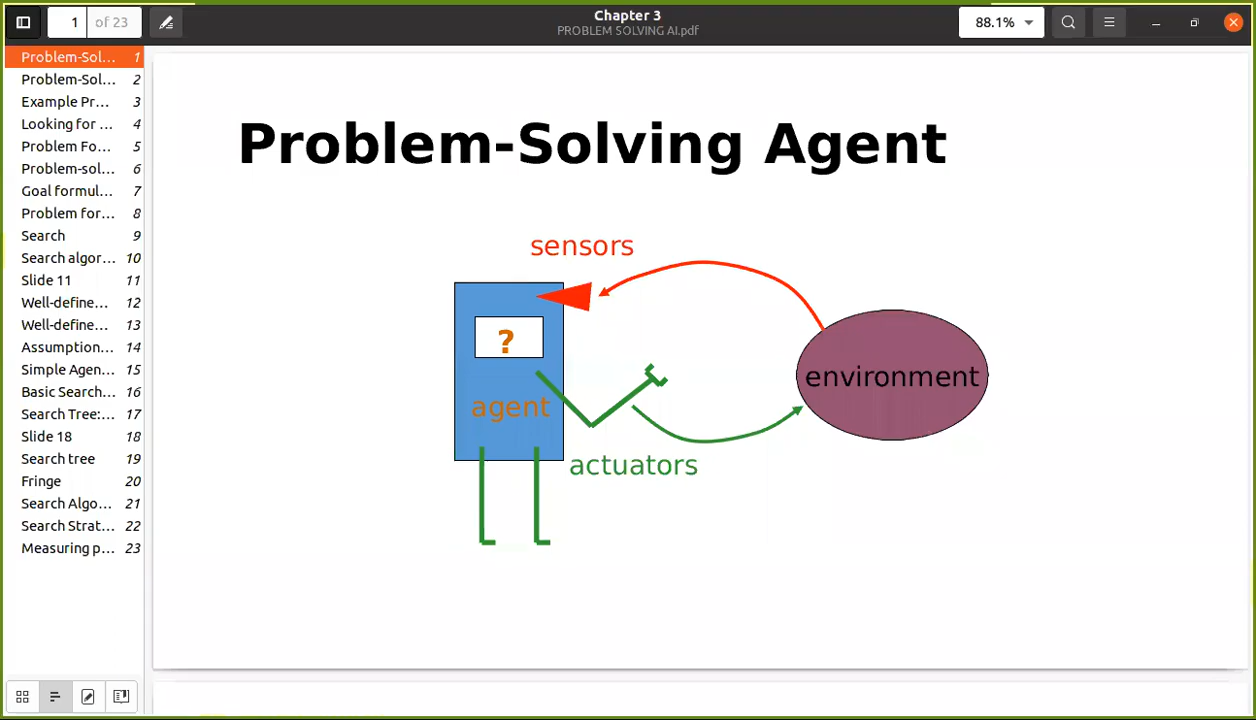 1 of 23
Chapter 3
PROBLEM SOLVING AI.pdf
88.1%
Problem-Sol... 1
Problem-Sol... 2
Example Pr... 3
Looking for ... 4
Problem Fo... 5
Problem-sol... 6
Goal formul... 7
Problem for... 8
Search 9
Search algor... 10
Slide 11 11
Well-define... 12
Well-define... 13
Assumption... 14
Simple Agen... 15
Basic Search... 16
Search Tree:... 17
Slide 18 18
Search tree 19
Fringe 20
Search Algo... 21
Search Strat... 22
Measuring p... 23
Problem-Solving Agent
sensors
?
environment
agent
actuators